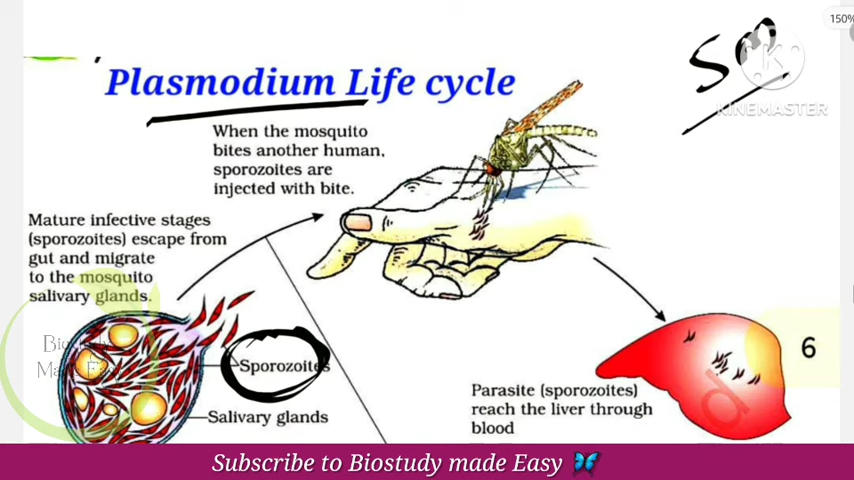 150%
KINEMASTER
Plasmodium Life cycle
When the mosquito
bites another human,
sporozoites are
injected with bite.
Mature infective stages
(sporozoites) escape from
gut and migrate
to the mosquito
salivary glands.
6
Sporozoites
Parasite (sporozoites)
reach the liver through
blood
Salivary glands
Subscribe to Biostudy made Easy 🦋